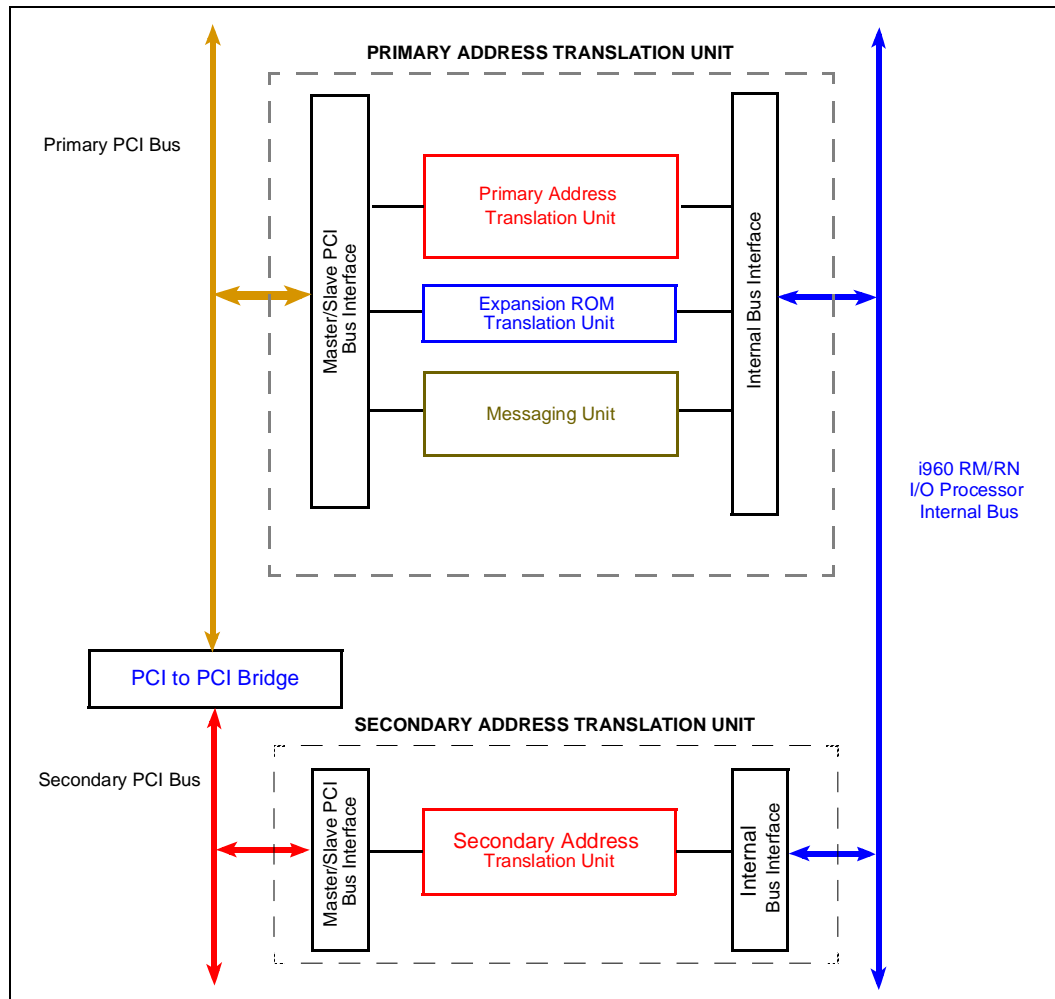 PRIMARY ADDRESS TRANSLATION UNIT
Primary PCI Bus
Master/Slave PCI
Bus Interface
Primary Address
Translation Unit
Expansion ROM
Translation Unit
Messaging Unit
Internal Bus Interface
i960 RM/RN
I/O Processor
Internal Bus
PCI to PCI Bridge
SECONDARY ADDRESS TRANSLATION UNIT
Secondary PCI Bus
Master/Slave PCI
Bus Interface
Secondary Address
Translation Unit
Internal
Bus Interface